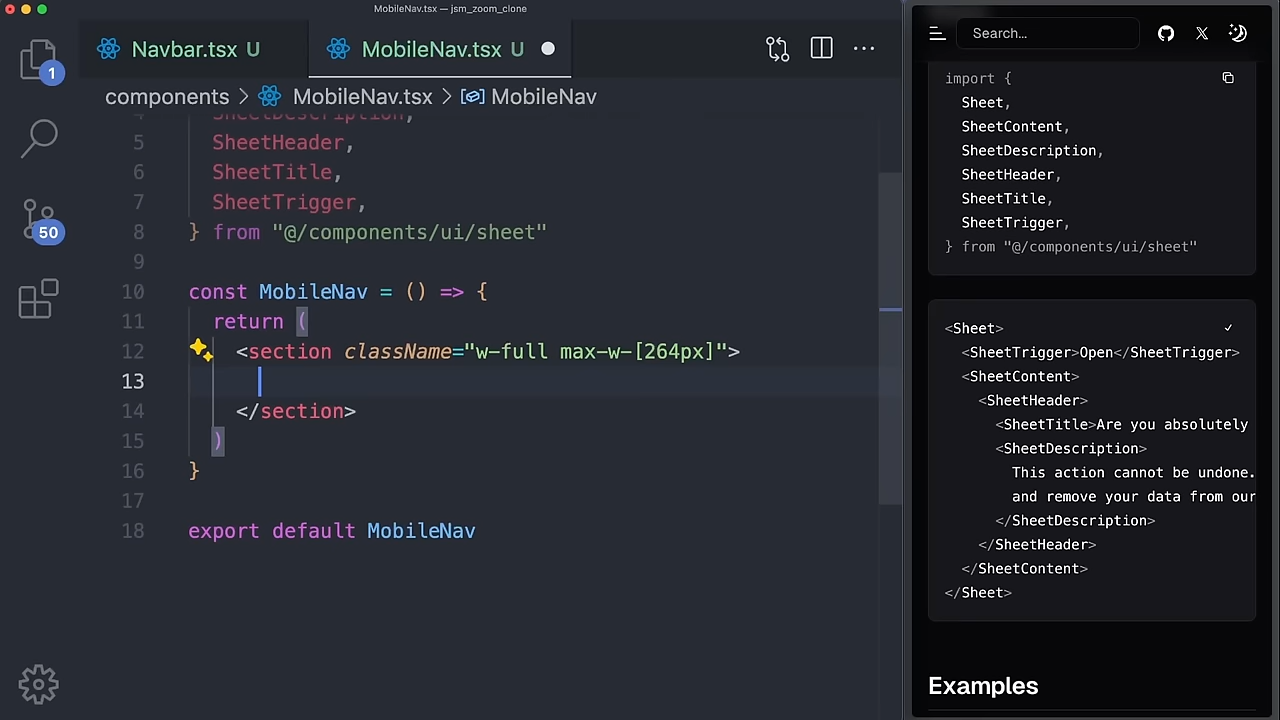 MobileNav.tsx — jsm_zoom_clone
Navbar.tsx U
MobileNav.tsx U
components > MobileNav.tsx > MobileNav
1
50
4 SheetDescription,
5 SheetHeader,
6 SheetTitle,
7 SheetTrigger,
8 } from "@/components/ui/sheet"
9
10 const MobileNav = () => {
11 return (
12 <section className="w-full max-w-[264px]">
13
14 </section>
15 )
16 }
17
18 export default MobileNav
Search...
import {
Sheet,
SheetContent,
SheetDescription,
SheetHeader,
SheetTitle,
SheetTrigger,
} from "@/components/ui/sheet"
<Sheet>
<SheetTrigger>Open</SheetTrigger>
<SheetContent>
<SheetHeader>
<SheetTitle>Are you absolutely
<SheetDescription>
This action cannot be undone.
and remove your data from our
</SheetDescription>
</SheetHeader>
</SheetContent>
</Sheet>
Examples